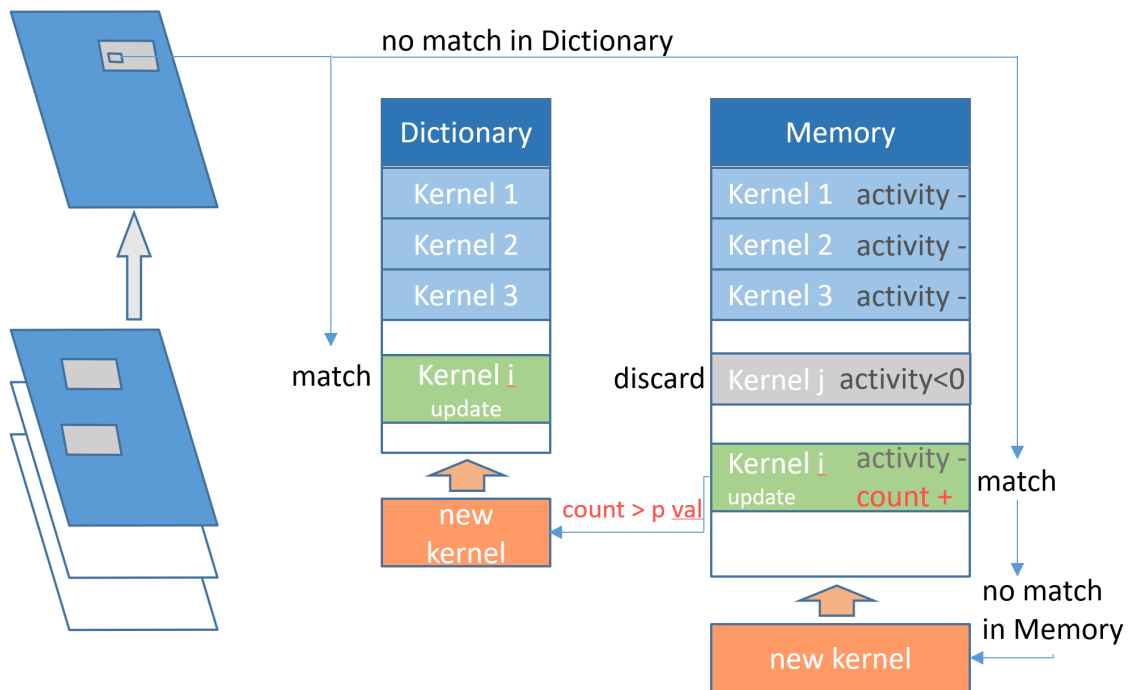 no match in Dictionary
Dictionary
Kernel 1
Kernel 2
Kernel 3
match
Kernel i
update
new
kernel
count > p val
Memory
Kernel 1 activity -
Kernel 2 activity -
Kernel 3 activity -
discard
Kernel j activity<0
Kernel i activity -
update count +
match
no match
in Memory
new kernel